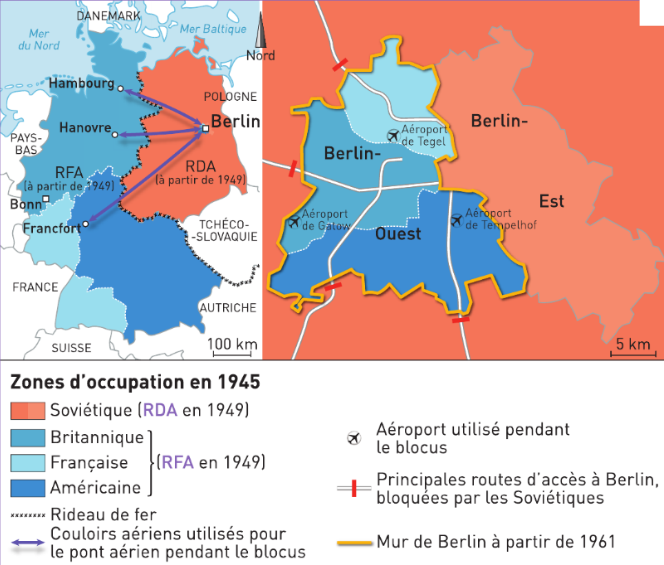 DANEMARK
Mer
du Nord
Mer Baltique
Nord
Hambourg
POLOGNE
Hanovre
Berlin
PAYS-
BAS
RFA
(à partir de 1949)
RDA
(à partir de 1949)
Bonn
Francfort
TCHÉCO-
SLOVAQUIE
FRANCE
AUTRICHE
SUISSE
100 km
Aéroport
de Tegel
Berlin-
Berlin-
Est
Aéroport
de Galow
Ouest
Aéroport
de Tempelhof
5 km
Zones d'occupation en 1945
Soviétique (RDA en 1949)
Britannique
Française
(RFA en 1949)
Américaine
Rideau de fer
Couloirs aériens utilisés pour
le pont aérien pendant le blocus
Aéroport utilisé pendant
le blocus
Principales routes d'accès à Berlin,
bloquées par les Soviétiques
Mur de Berlin à partir de 1961